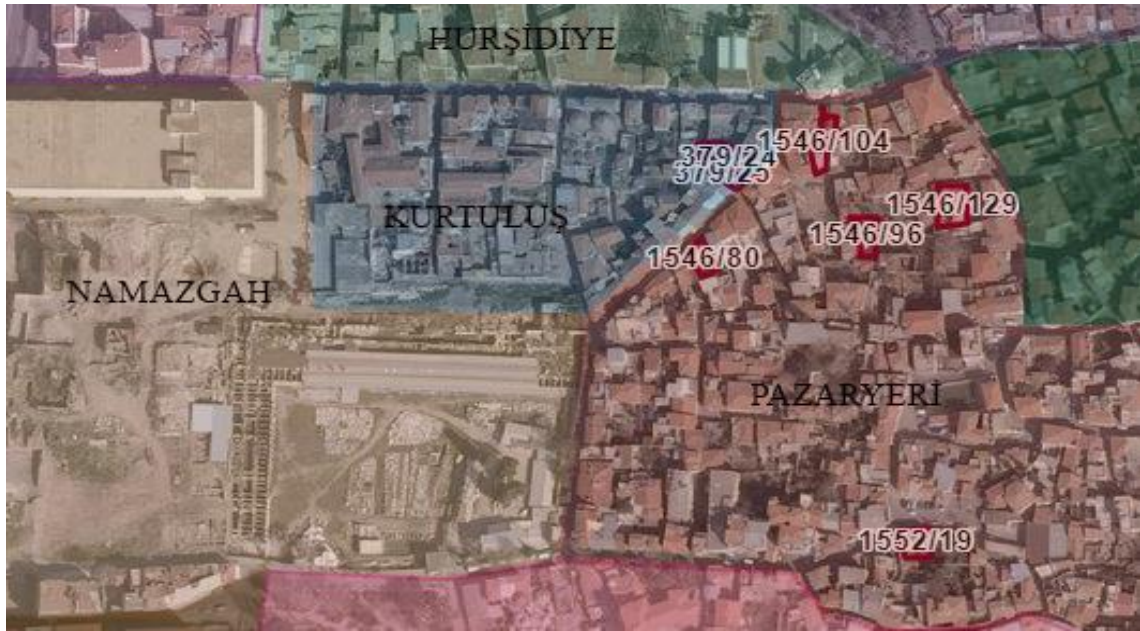 HURŞİDİYE
1546/104
379/24
379/25
1546/129
KURTULUŞ
1546/96
1546/80
NAMAZGAH
PAZARYERİ
1552/19